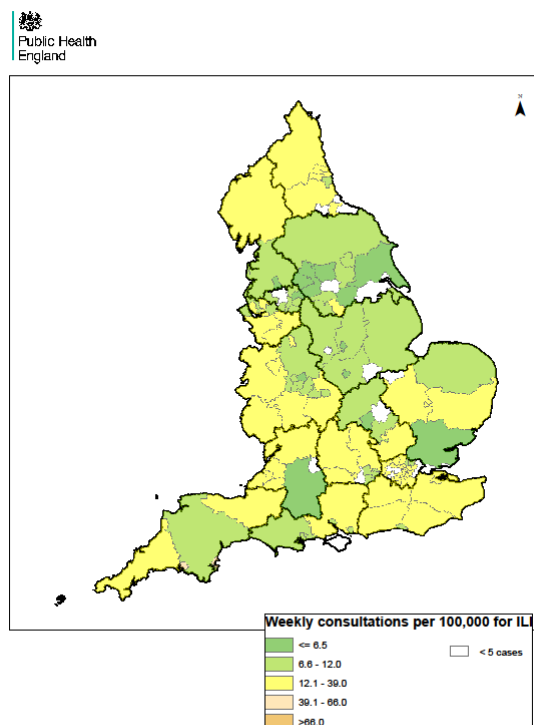 Public Health
England
N
Weekly consultations per 100,000 for ILI
<= 6.5
< 5 cases
6.6 - 12.0
12.1 - 39.0
39.1 - 66.0
>66.0